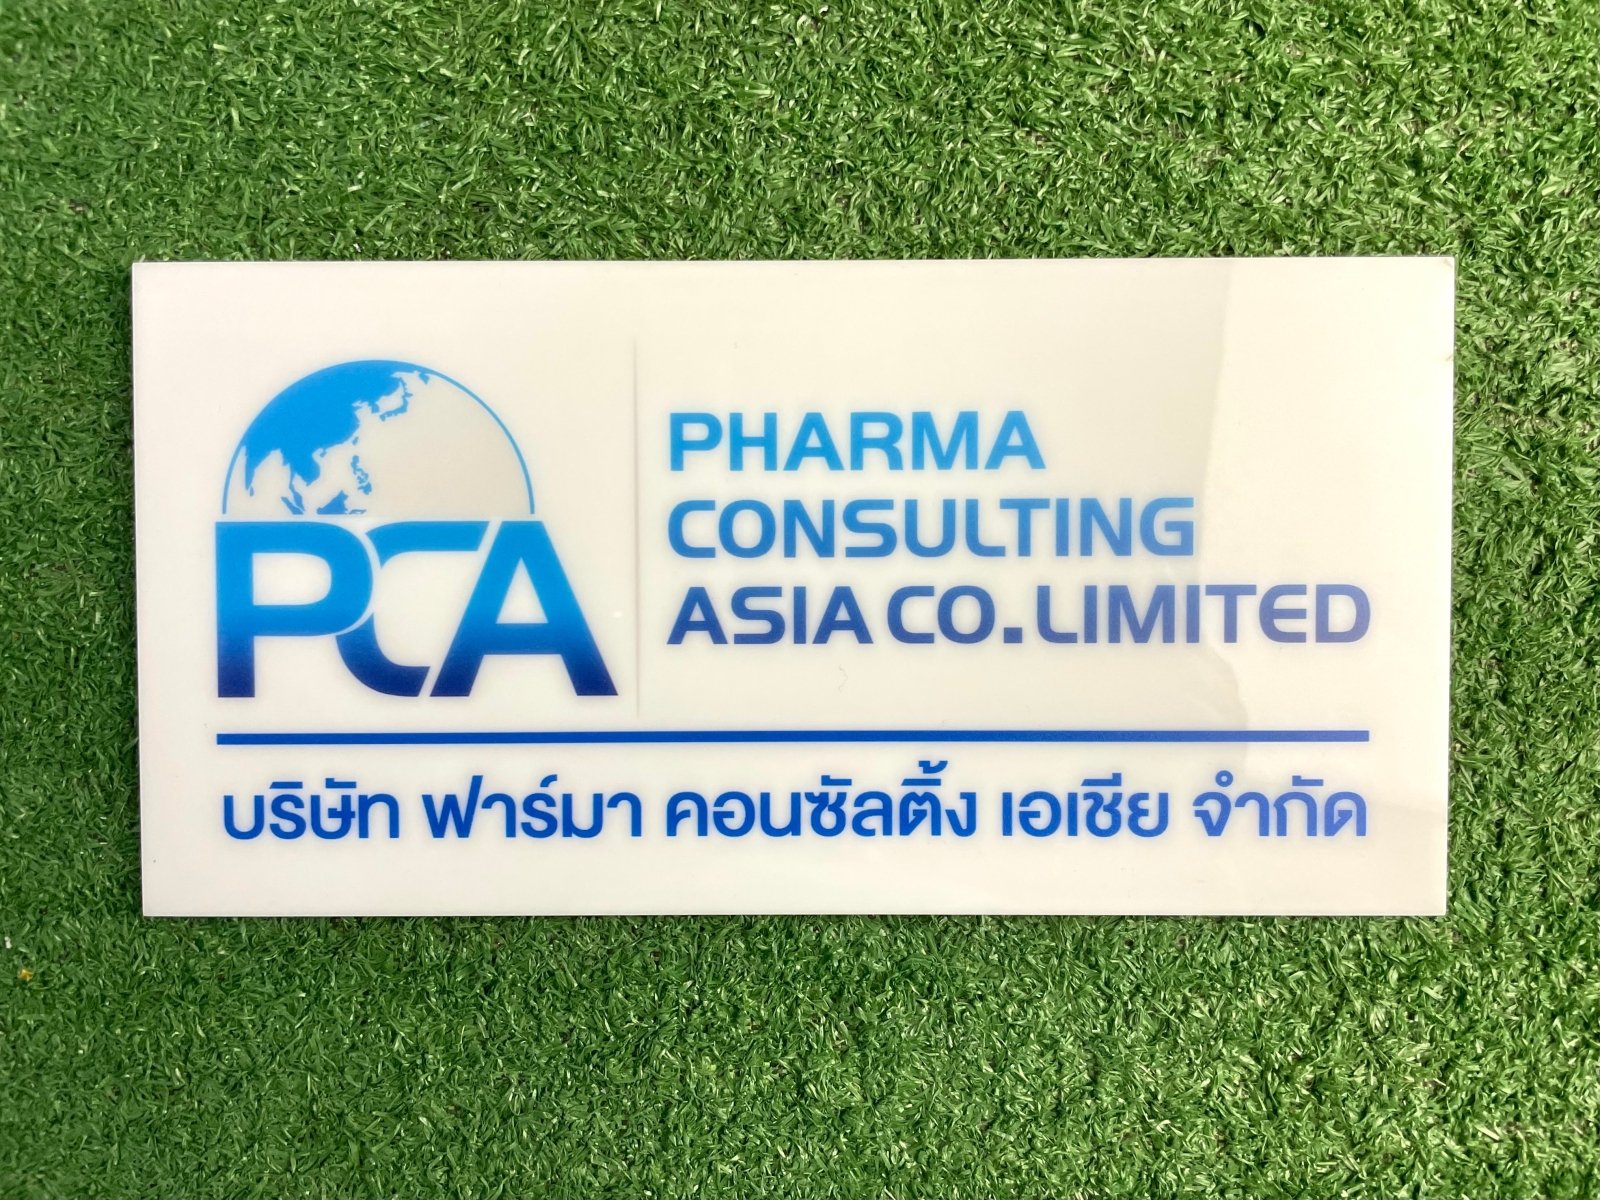 PCA
PHARMA
CONSULTING
ASIA CO.LIMITED
บริษัท ฟาร์มา คอนซัลติ้ง เอเชีย จำกัด